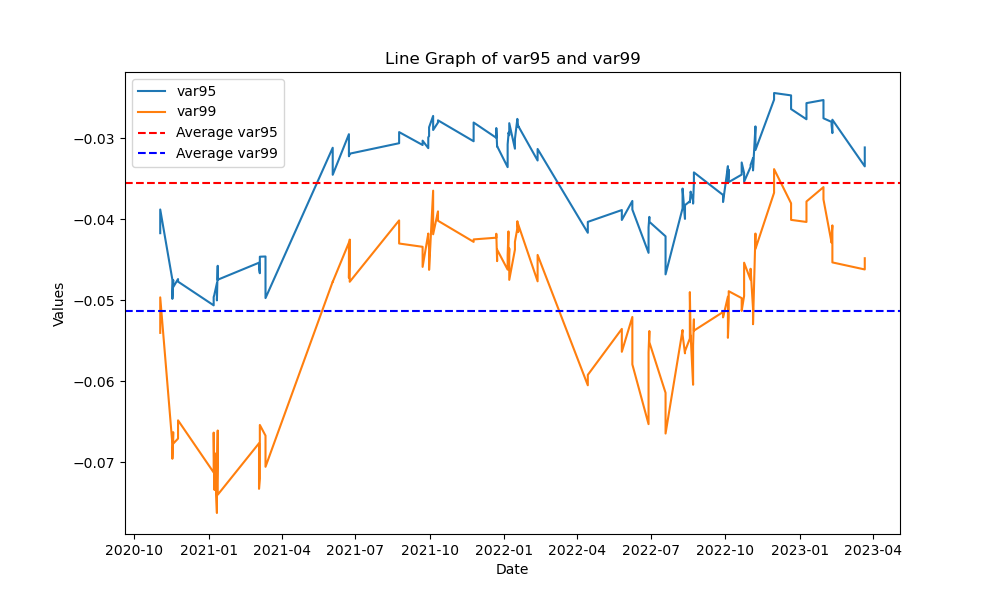 Line Graph of var95 and var99
var95
var99
Average var95
Average var99
Values
−0.03
−0.04
−0.05
−0.06
−0.07
2020-10 2021-01 2021-04 2021-07 2021-10 2022-01 2022-04 2022-07 2022-10 2023-01 2023-04
Date